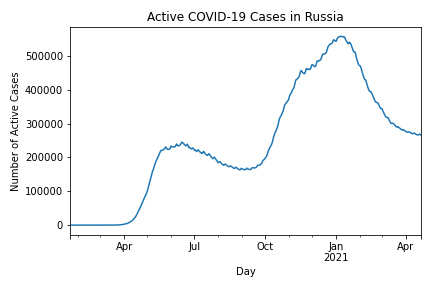 Active COVID-19 Cases in Russia
Number of Active Cases
500000
400000
300000
200000
100000
0
Apr
Jul
Oct
Jan
2021
Apr
Day